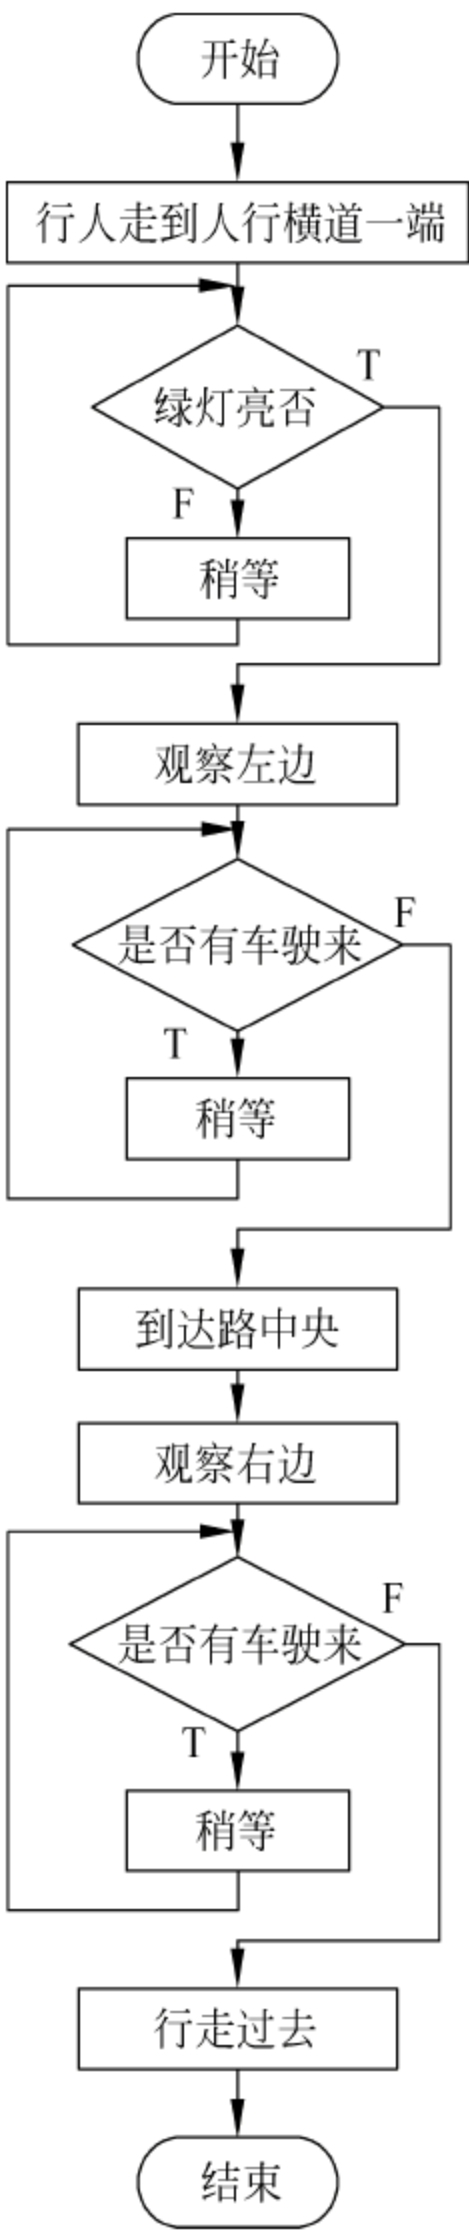 开始
行人走到人行横道一端
绿灯亮否
T
F
稍等
观察左边
是否有车驶来
F
T
稍等
到达路中央
观察右边
是否有车驶来
F
T
稍等
行走过去
结束